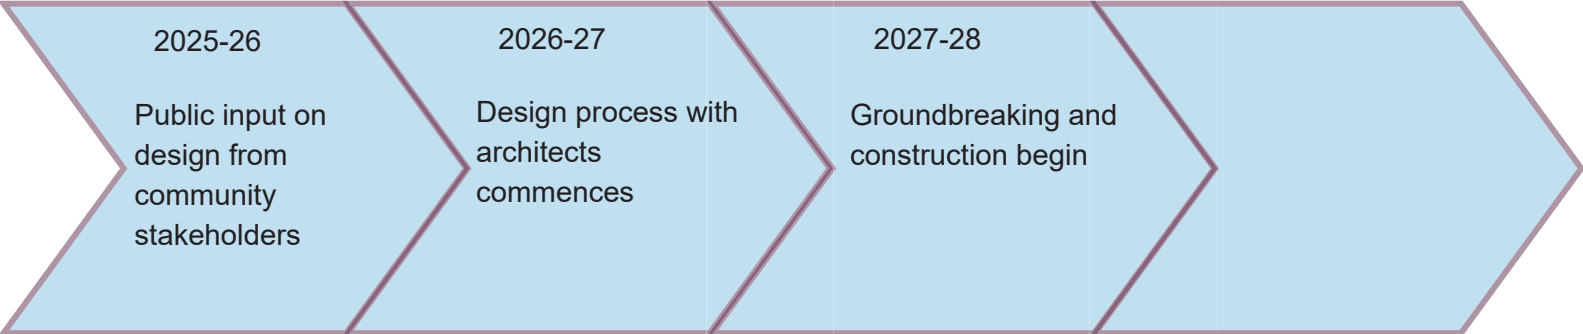 2025-26
Public input on
design from
community
stakeholders
2026-27
Design process with
architects
commences
2027-28
Groundbreaking and
construction begin